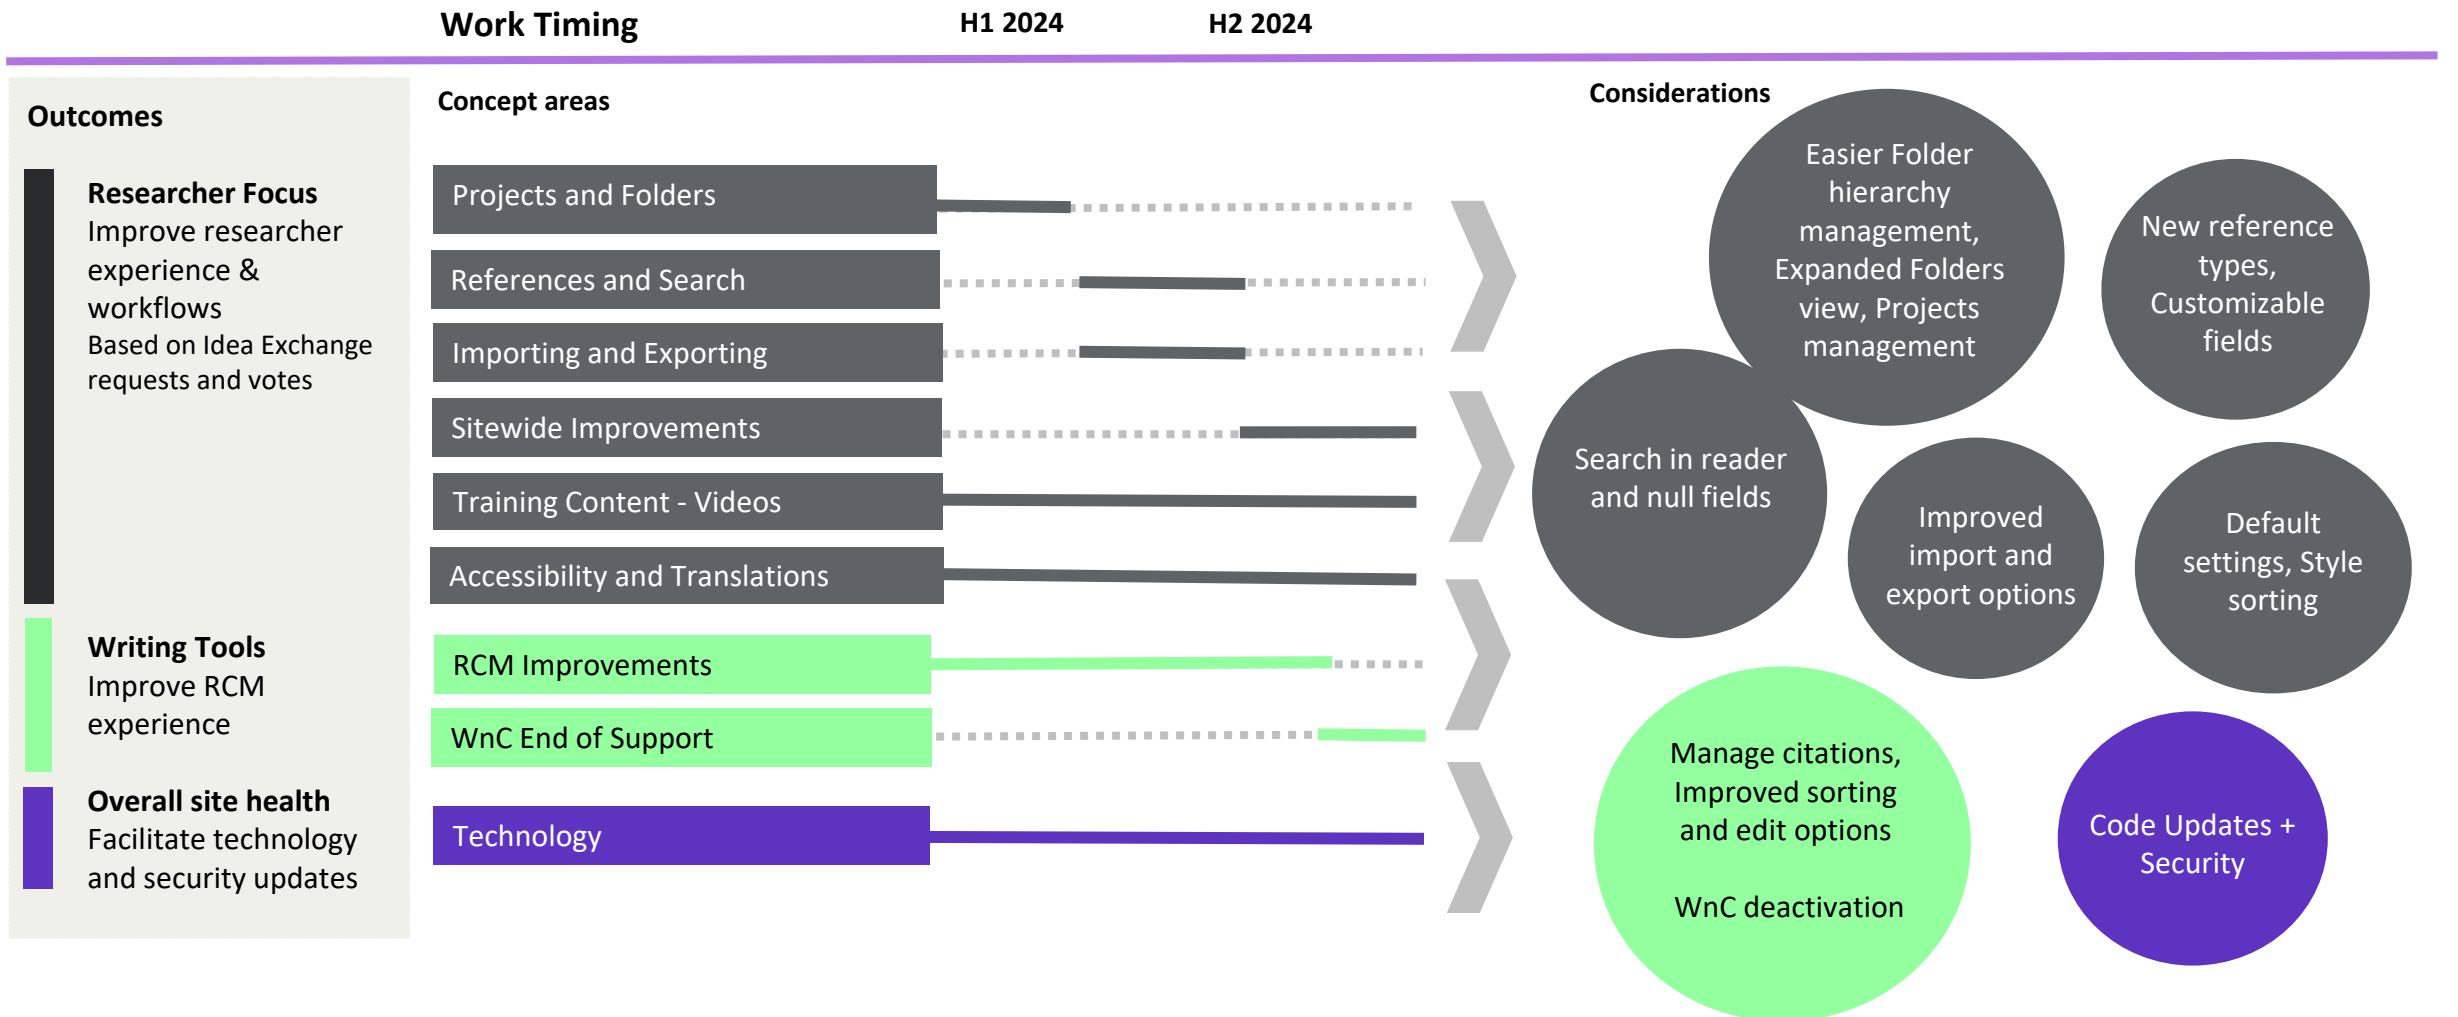 Work Timing
H1 2024
H2 2024
Outcomes
Researcher Focus
Improve researcher
experience &
workflows
Based on Idea Exchange
requests and votes
Writing Tools
Improve RCM
experience
Overall site health
Facilitate technology
and security updates
Concept areas
Projects and Folders
References and Search
Importing and Exporting
Sitewide Improvements
Training Content - Videos
Accessibility and Translations
RCM Improvements
WnC End of Support
Technology
Considerations
Easier Folder
hierarchy
management,
Expanded Folders
view, Projects
management
New reference
types,
Customizable
fields
Search in reader
and null fields
Improved
import and
export options
Default
settings, Style
sorting
Manage citations,
Improved sorting
and edit options
WnC deactivation
Code Updates +
Security